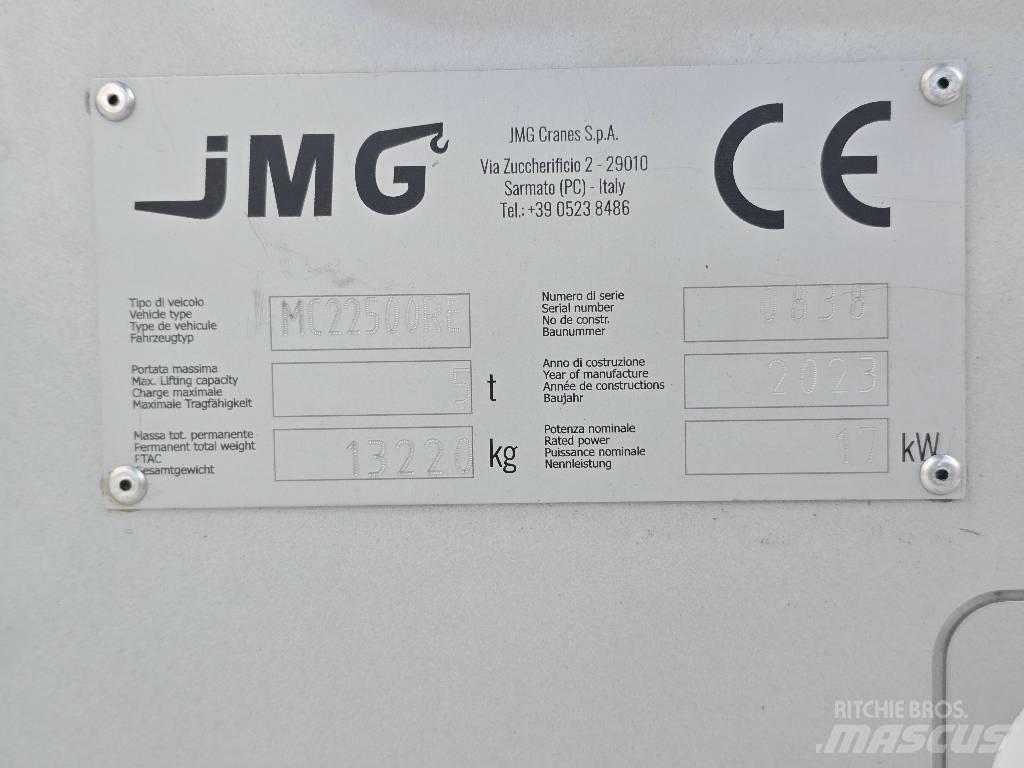 JMG
JMG Cranes S.p.A.
Via Zuccherificio 2 - 29010
Sarmato (PC) - Italy
Tel.: +39 0523 8486
CE
Tipo di veicolo
Vehicle type
Type de vehicule
Fahrzeugtyp
MC22500RE
Numero di serie
Serial number
No de constr.
Baunummer
0838
Portata massima
Max. Lifting capacity
Charge maximale
Maximale Tragfähigkeit
5 t
Anno di costruzione
Year of manufacture
Année de constructions
Baujahr
2023
Massa tot. permanente
Permanent total weight
PTAC
Gesamtgewicht
13220 kg
Potenza nominale
Rated power
Puissance nominale
Nennleistung
17 kW
RITCHIE BROS.
MASCUS